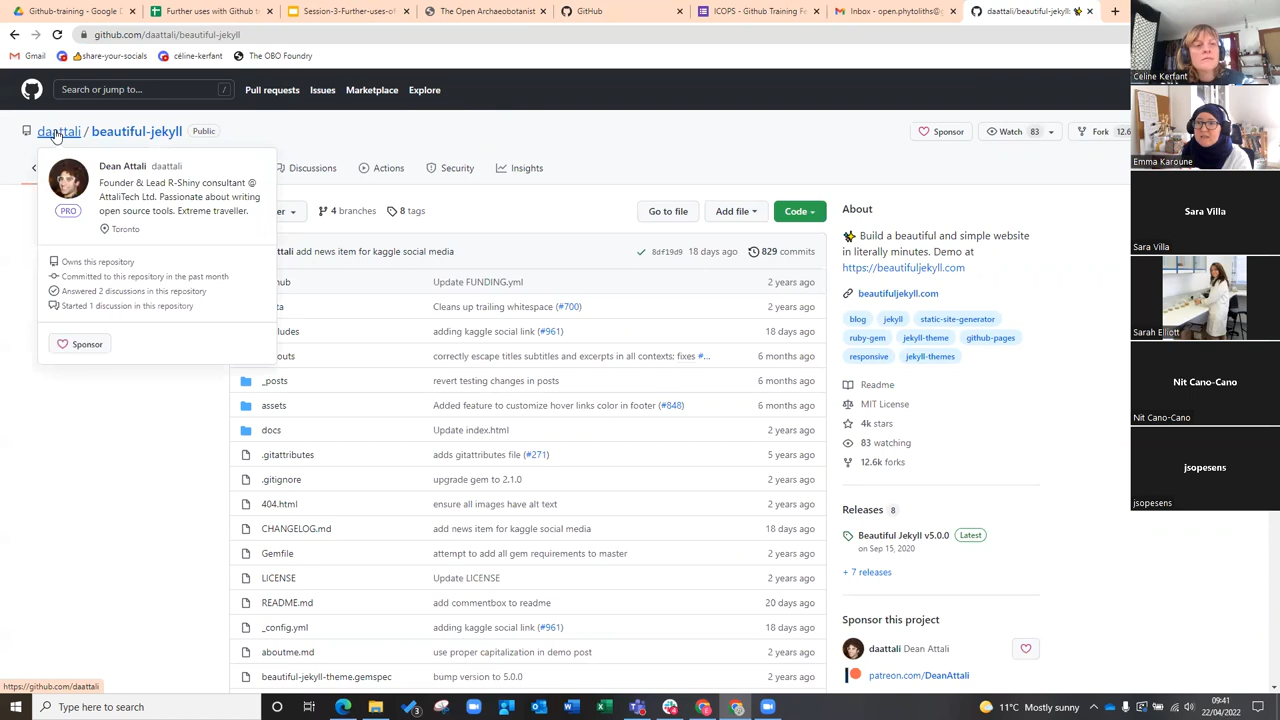 Google-training - Google Dri
Further uses with Github tr
Session-3-Further-uses-of
The Open Archaeobotanist
GitHub
ICOPS - Github Training Fe
Inbox - open.phytoliths@g
daattali/beautiful-jekyll:
github.com/daattali/beautiful-jekyll
Gmail
share-your-socials
céline-kerfant
The OBO Foundry
Search or jump to... /
Pull requests
Issues
Marketplace
Explore
daattali / beautiful-jekyll Public
Sponsor
Watch 83
Fork 12.6
Discussions
Actions
Security
Insights
Dean Attali daattali
Founder & Lead R-Shiny consultant @
AttaliTech Ltd. Passionate about writing
open source tools. Extreme traveller.
PRO
Toronto
Owns this repository
Committed to this repository in the past month
Answered 2 discussions in this repository
Started 1 discussion in this repository
Sponsor
4 branches
8 tags
Go to file
Add file
Code
attali add news item for kaggle social media 8df19d9 18 days ago 829 commits
hub Update FUNDING.yml 2 years ago
ta Cleans up trailing whitespace (#700) 2 years ago
ludes adding kaggle social link (#961) 18 days ago
outs correctly escape titles subtitles and excerpts in all contexts; fixes #... 6 months ago
_posts revert testing changes in posts 6 months ago
assets Added feature to customize hover links color in footer (#848) 6 months ago
docs Update index.html 2 years ago
.gitattributes adds gitattributes file (#271) 5 years ago
.gitignore upgrade gem to 2.1.0 2 years ago
404.html ensure all images have alt text 2 years ago
CHANGELOG.md add news item for kaggle social media 18 days ago
Gemfile attempt to add all gem requirements to master 2 years ago
LICENSE Update LICENSE 2 years ago
README.md add commentbox to readme 20 days ago
_config.yml adding kaggle social link (#961) 18 days ago
aboutme.md use proper capitalization in demo post 2 years ago
beautiful-jekyll-theme.gemspec bump version to 5.0.0 2 years ago
About
Build a beautiful and simple website
in literally minutes. Demo at
https://beautifuljekyll.com
beautifuljekyll.com
blog jekyll static-site-generator
ruby-gem jekyll-theme github-pages
responsive jekyll-themes
Readme
MIT License
4k stars
83 watching
12.6k forks
Releases 8
Beautiful Jekyll v5.0.0 Latest
on Sep 15, 2020
+ 7 releases
Sponsor this project
daattali Dean Attali
patreon.com/DeanAttali
Céline Kerfant
Emma Karoune
Sara Villa
Sara Villa
Sarah Elliott
Nit Cano-Cano
Nit Cano-Cano
jsopesens
jsopesens
https://github.com/daattali
Type here to search
11°C Mostly sunny
09:41
22/04/2022